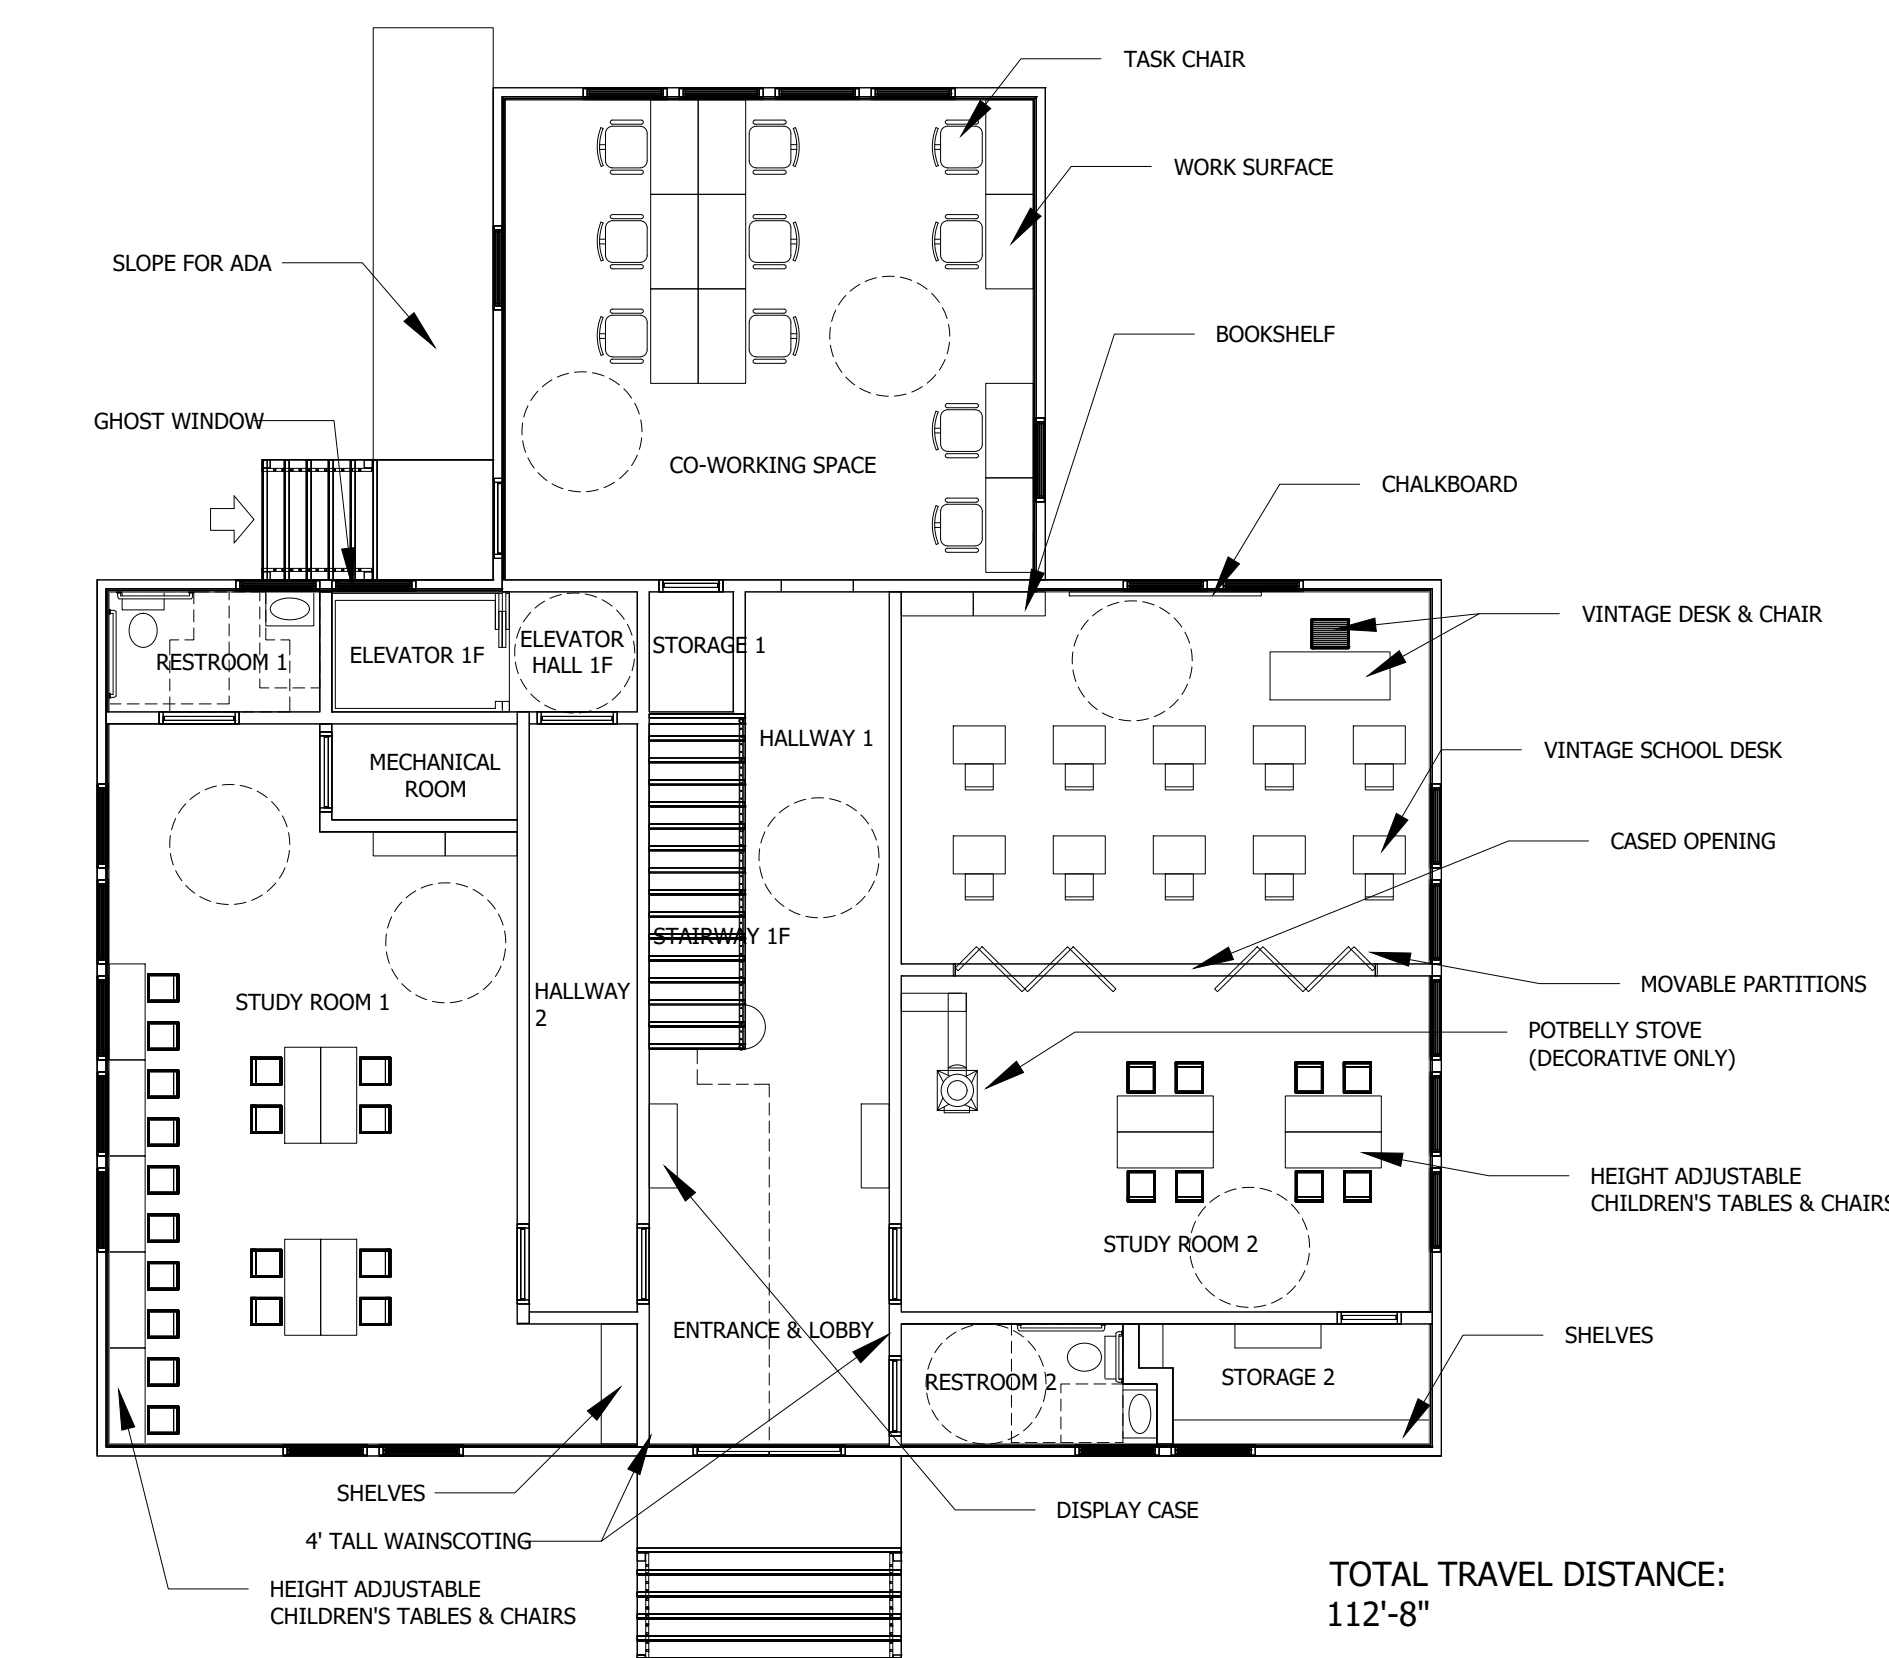 TASK CHAIR
WORK SURFACE
SLOPE FOR ADA
BOOKSHELF
GHOST WINDOW
CO-WORKING SPACE
CHALKBOARD
VINTAGE DESK & CHAIR
RESTROOM 1
ELEVATOR 1F
ELEVATOR
HALL 1F
STORAGE 1
HALLWAY 1
MECHANICAL
ROOM
VINTAGE SCHOOL DESK
CASED OPENING
STAIRWAY 1F
STUDY ROOM 1
HALLWAY
2
MOVABLE PARTITIONS
POTBELLY STOVE
(DECORATIVE ONLY)
HEIGHT ADJUSTABLE
CHILDREN'S TABLES & CHAIRS
STUDY ROOM 2
ENTRANCE & LOBBY
SHELVES
RESTROOM 2
STORAGE 2
SHELVES
DISPLAY CASE
4' TALL WAINSCOTING
HEIGHT ADJUSTABLE
CHILDREN'S TABLES & CHAIRS
TOTAL TRAVEL DISTANCE:
112'-8"